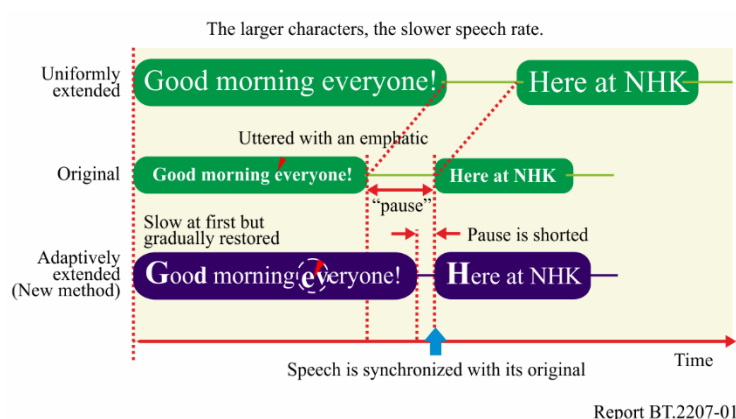 The larger characters, the slower speech rate.
Uniformly
extended
Good morning everyone!
Here at NHK
Uttered with an emphatic
Original
Good morning everyone!
Here at NHK
“pause”
Slow at first but
gradually restored
Pause is shorted
Adaptively
extended
(New method)
Good morning everyone!
Here at NHK
Time
Speech is synchronized with its original
Report BT.2207-01